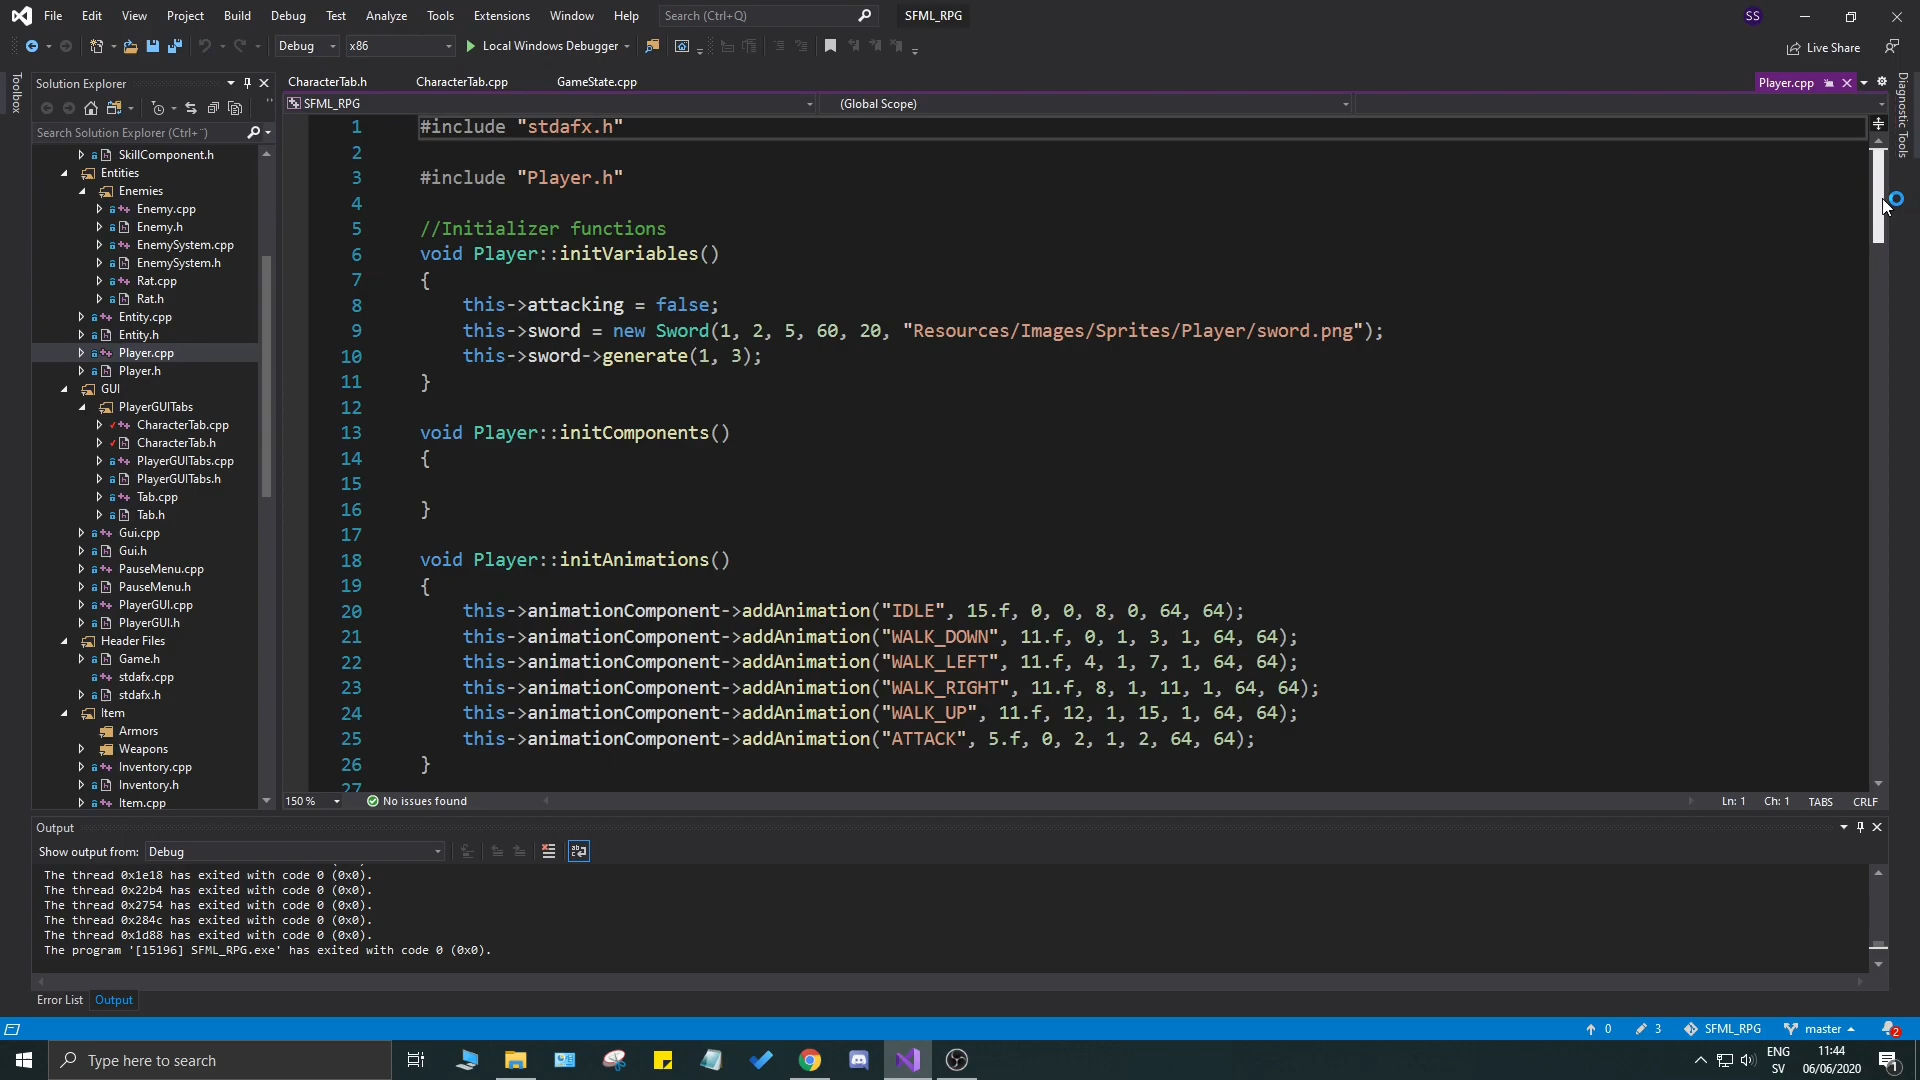 File Edit View Project Build Debug Test Analyze Tools Extensions Window Help Search (Ctrl+Q) SFML_RPG SS
Debug x86 Local Windows Debugger Live Share
Toolbox
Solution Explorer
Search Solution Explorer (Ctrl+¨)
SkillComponent.h
Entities
Enemies
Enemy.cpp
Enemy.h
EnemySystem.cpp
EnemySystem.h
Rat.cpp
Rat.h
Entity.cpp
Entity.h
Player.cpp
Player.h
GUI
PlayerGUITabs
CharacterTab.cpp
CharacterTab.h
PlayerGUITabs.cpp
PlayerGUITabs.h
Tab.cpp
Tab.h
Gui.cpp
Gui.h
PauseMenu.cpp
PauseMenu.h
PlayerGUI.cpp
PlayerGUI.h
Header Files
Game.h
stdafx.cpp
stdafx.h
Item
Armors
Weapons
Inventory.cpp
Inventory.h
Item.cpp
CharacterTab.h CharacterTab.cpp GameState.cpp Player.cpp
SFML_RPG (Global Scope)
Diagnostic Tools
1 #include "stdafx.h"
2
3 #include "Player.h"
4
5 //Initializer functions
6 void Player::initVariables()
7 {
8 this->attacking = false;
9 this->sword = new Sword(1, 2, 5, 60, 20, "Resources/Images/Sprites/Player/sword.png");
10 this->sword->generate(1, 3);
11 }
12
13 void Player::initComponents()
14 {
15
16 }
17
18 void Player::initAnimations()
19 {
20 this->animationComponent->addAnimation("IDLE", 15.f, 0, 0, 8, 0, 64, 64);
21 this->animationComponent->addAnimation("WALK_DOWN", 11.f, 0, 1, 3, 1, 64, 64);
22 this->animationComponent->addAnimation("WALK_LEFT", 11.f, 4, 1, 7, 1, 64, 64);
23 this->animationComponent->addAnimation("WALK_RIGHT", 11.f, 8, 1, 11, 1, 64, 64);
24 this->animationComponent->addAnimation("WALK_UP", 11.f, 12, 1, 15, 1, 64, 64);
25 this->animationComponent->addAnimation("ATTACK", 5.f, 0, 2, 1, 2, 64, 64);
26 }
27
150 % No issues found Ln: 1 Ch: 1 TABS CRLF
Output
Show output from: Debug
The thread 0x1e18 has exited with code 0 (0x0).
The thread 0x22b4 has exited with code 0 (0x0).
The thread 0x2754 has exited with code 0 (0x0).
The thread 0x284c has exited with code 0 (0x0).
The thread 0x1d88 has exited with code 0 (0x0).
The program '[15196] SFML_RPG.exe' has exited with code 0 (0x0).
Error List Output
0 3 SFML_RPG master 2
Type here to search
ENG
SV
11:44
06/06/2020
1